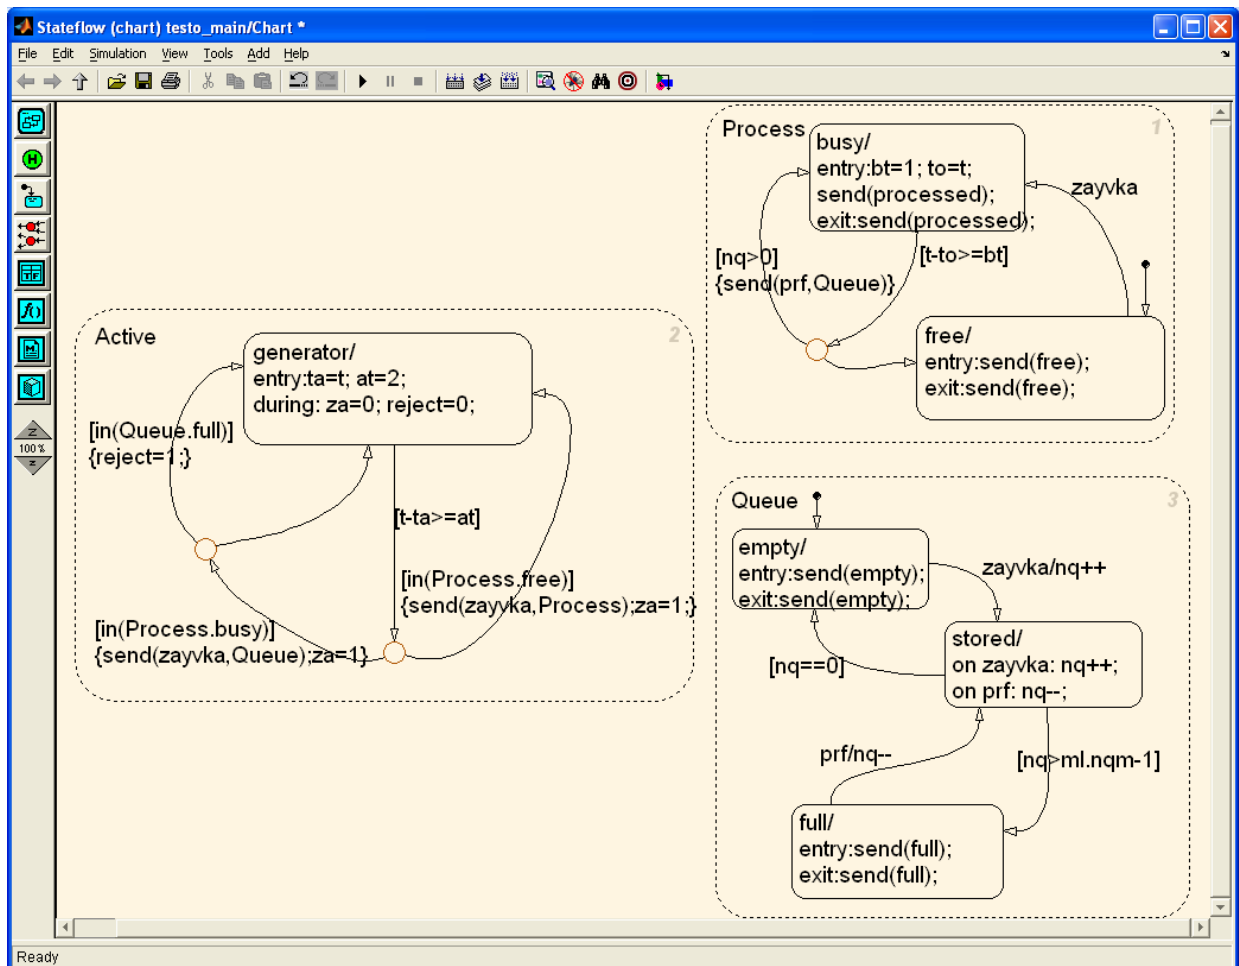 Stateflow (chart) testo_main/Chart *
File Edit Simulation View Tools Add Help
Process
1
busy/
entry:bt=1; to=t;
send(processed);
exit:send(processed);
zayvka
[nq>0]
{send(prf,Queue)}
[t-to>=bt]
free/
entry:send(free);
exit:send(free);
Active
2
generator/
entry:ta=t; at=2;
during: za=0; reject=0;
[in(Queue.full)]
{reject=1;}
[t-ta>=at]
[in(Process.free)]
{send(zayvka,Process);za=1;}
[in(Process.busy)]
{send(zayvka,Queue);za=1}
Queue
3
empty/
entry:send(empty);
exit:send(empty);
zayvka/nq++
stored/
on zayvka: nq++;
on prf: nq--;
[nq==0]
prf/nq--
[nq>ml.nqm-1]
full/
entry:send(full);
exit:send(full);
H
TF
f()
M
Z
100%
Z
Ready